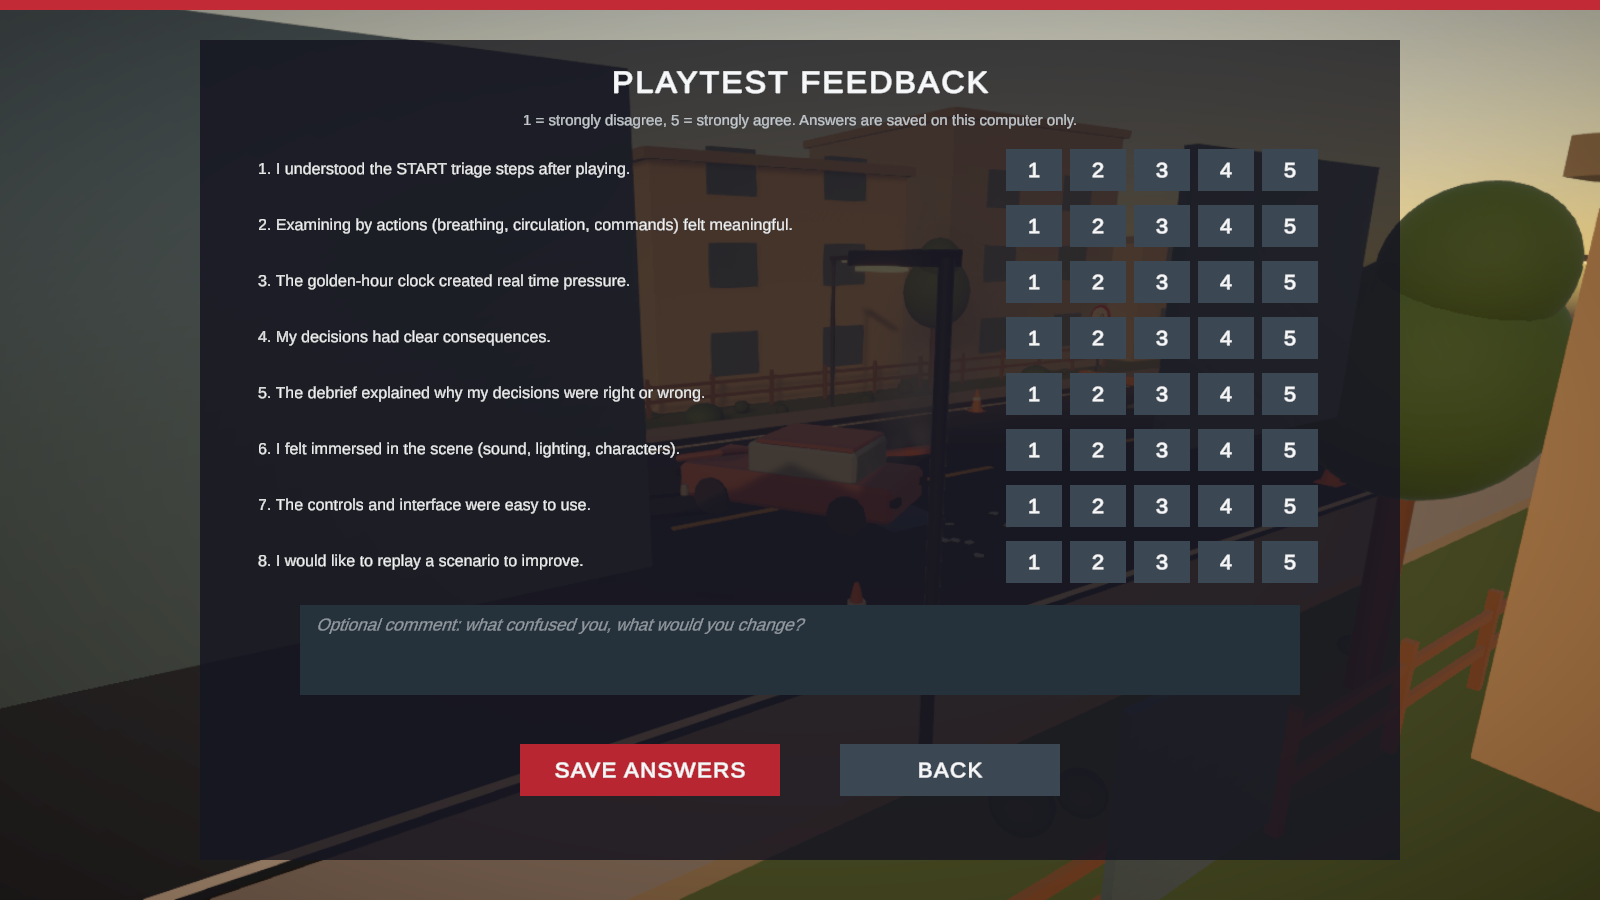 PLAYTEST FEEDBACK
1 = strongly disagree, 5 = strongly agree. Answers are saved on this computer only.
1. I understood the START triage steps after playing. 1 2 3 4 5
2. Examining by actions (breathing, circulation, commands) felt meaningful. 1 2 3 4 5
3. The golden-hour clock created real time pressure. 1 2 3 4 5
4. My decisions had clear consequences. 1 2 3 4 5
5. The debrief explained why my decisions were right or wrong. 1 2 3 4 5
6. I felt immersed in the scene (sound, lighting, characters). 1 2 3 4 5
7. The controls and interface were easy to use. 1 2 3 4 5
8. I would like to replay a scenario to improve. 1 2 3 4 5
Optional comment: what confused you, what would you change?
SAVE ANSWERS BACK